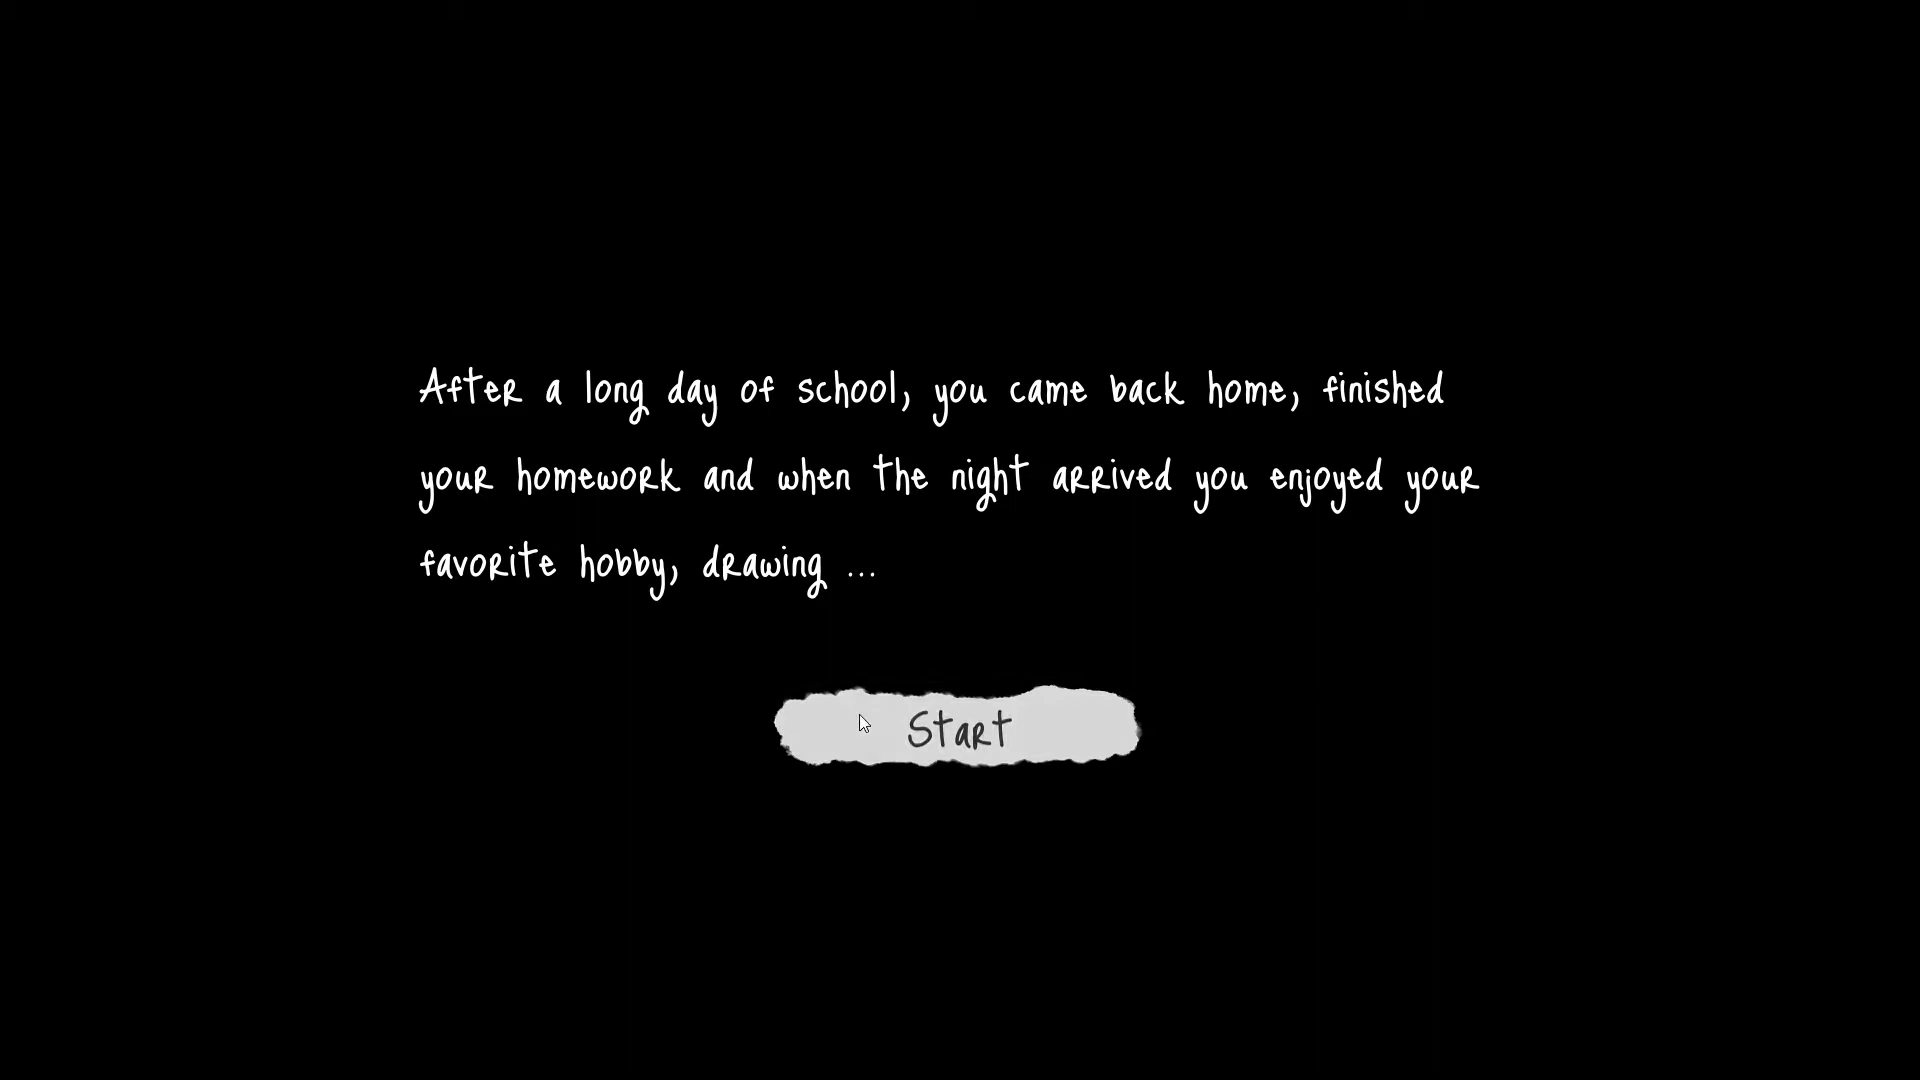 After a long day of school, you came back home, finished
your homework and when the night arrived you enjoyed your
favorite hobby, drawing ...
Start